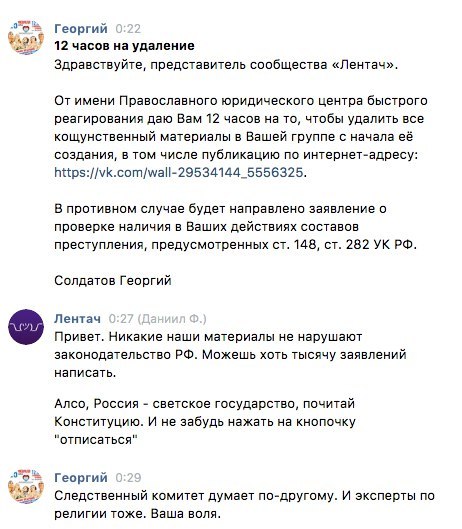 Георгий 0:22
12 часов на удаление
Здравствуйте, представитель сообщества «Лентач».
От имени Православного юридического центра быстрого
реагирования даю Вам 12 часов на то, чтобы удалить все
кощунственный материалы в Вашей группе с начала её
создания, в том числе публикацию по интернет-адресу:
https://vk.com/wall-29534144_5556325.
В противном случае будет направлено заявление о
проверке наличия в Ваших действиях составов
преступления, предусмотренных ст. 148, ст. 282 УК РФ.
Солдатов Георгий
Лентач 0:27 (Даниил Ф.)
Привет. Никакие наши материалы не нарушают
законодательство РФ. Можешь хоть тысячу заявлений
написать.
Алсо, Россия - светское государство, почитай
Конституцию. И не забудь нажать на кнопочку
"отписаться"
Георгий 0:29
Следственный комитет думает по-другому. И эксперты по
религии тоже. Ваша воля.